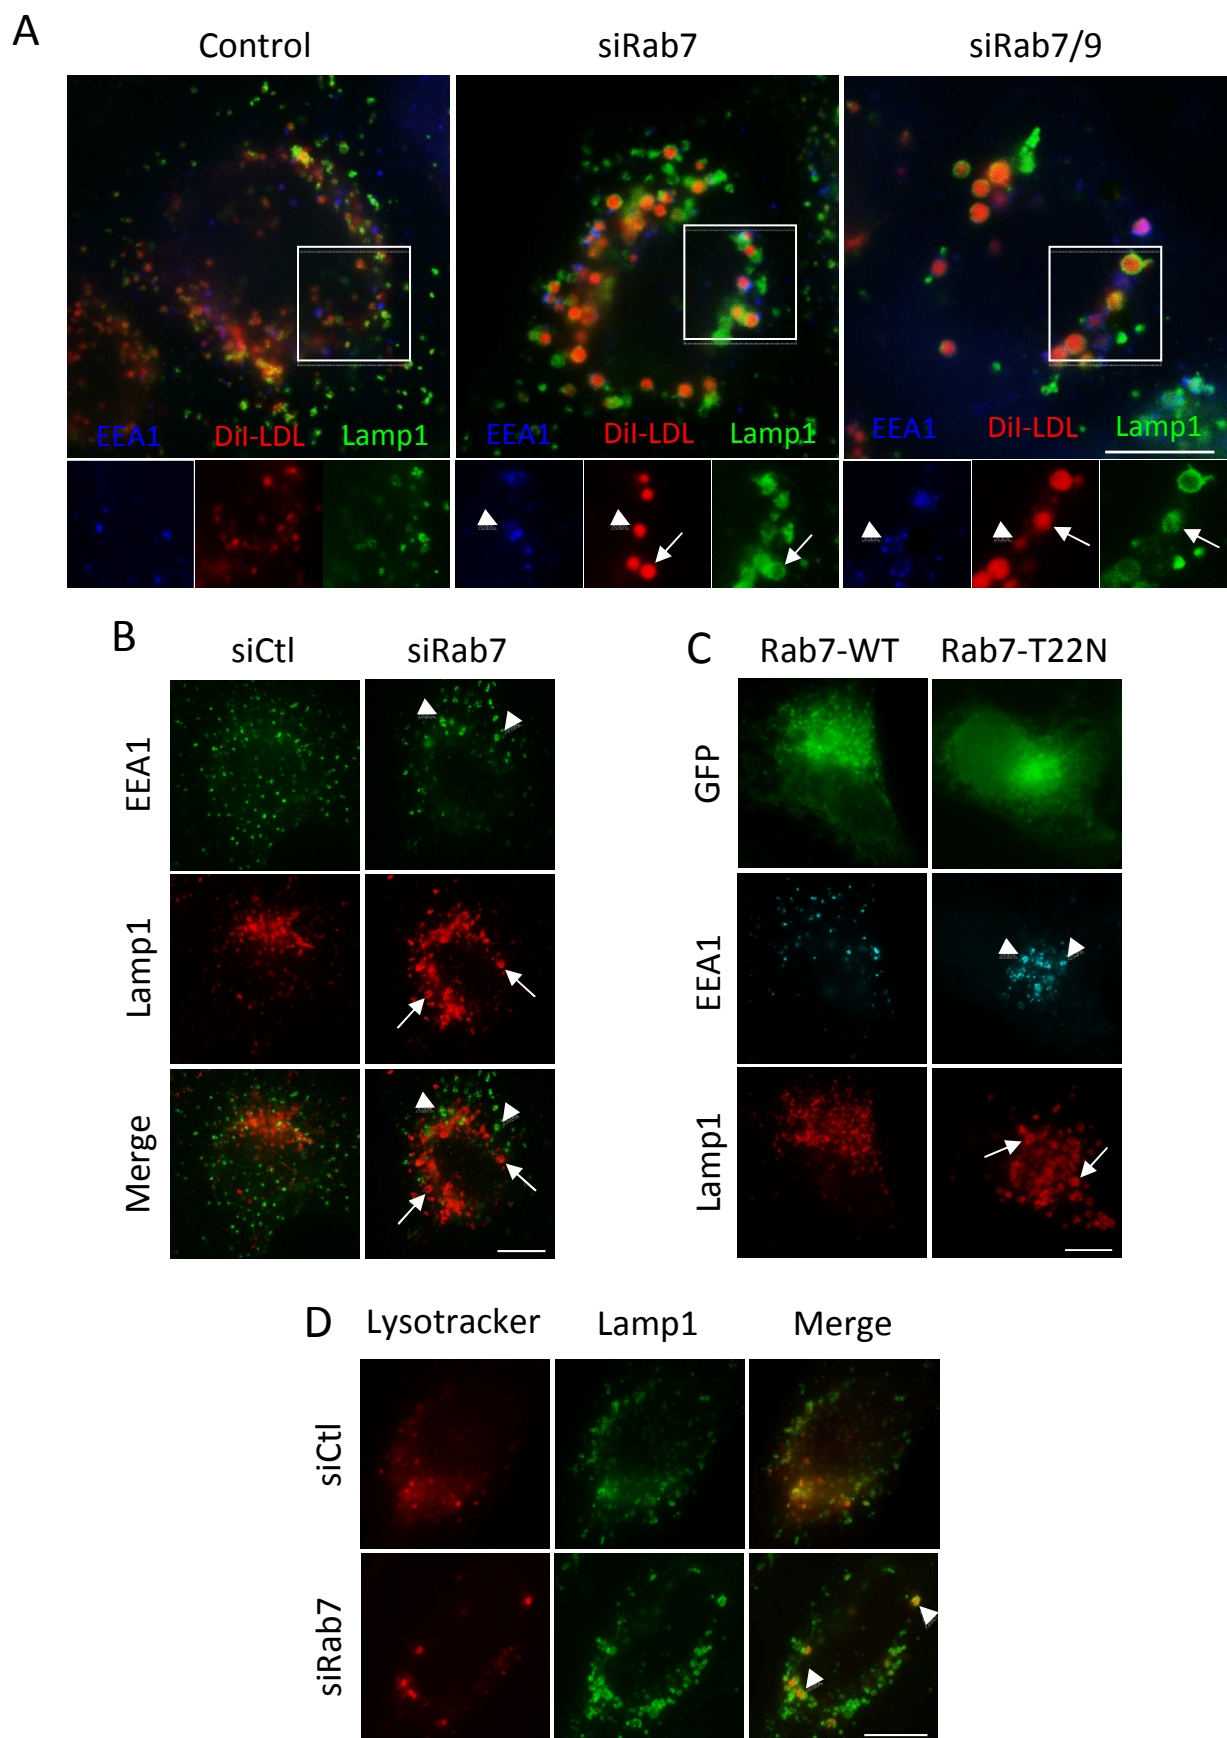 A
Control
siRab7
siRab7/9
EEA1 DiI-LDL Lamp1
EEA1 DiI-LDL Lamp1
EEA1 DiI-LDL Lamp1
B
siCtl
siRab7
EEA1
Lamp1
Merge
C
Rab7-WT
Rab7-T22N
GFP
EEA1
Lamp1
D
Lysotracker
Lamp1
Merge
siCtl
siRab7